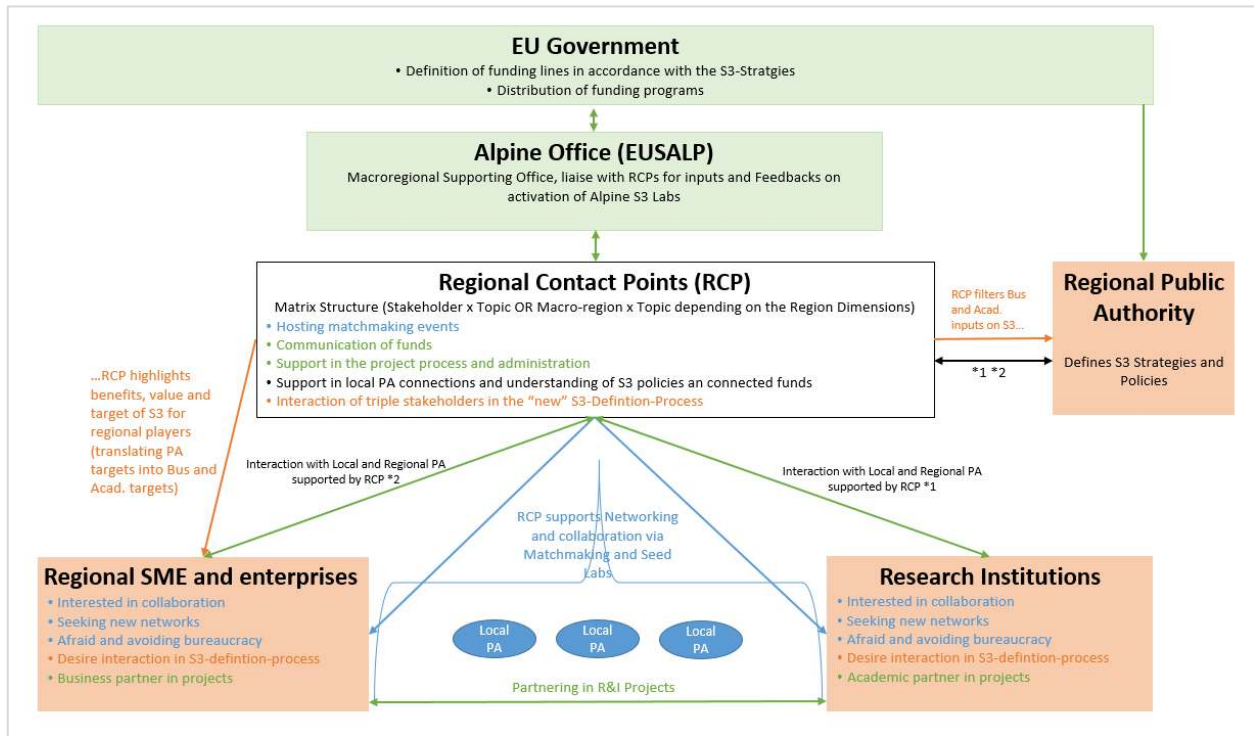 EU Government
• Definition of funding lines in accordance with the S3-Stratgies
• Distribution of funding programs
Alpine Office (EUSALP)
Macroregional Supporting Office, liaise with RCPs for inputs and Feedbacks on
activation of Alpine S3 Labs
Regional Contact Points (RCP)
Matrix Structure (Stakeholder x Topic OR Macro-region x Topic depending on the Region Dimensions)
• Hosting matchmaking events
• Communication of funds
• Support in the project process and administration
• Support in local PA connections and understanding of S3 policies an connected funds
• Interaction of triple stakeholders in the “new” S3-Defintion-Process
RCP filters Bus
and Acad.
inputs on S3...
*1 *2
Regional Public
Authority
Defines S3 Strategies and
Policies
...RCP highlights
benefits, value and
target of S3 for
regional players
(translating PA
targets into Bus and
Acad. targets)
Interaction with Local and Regional PA
supported by RCP *2
Interaction with Local and Regional PA
supported by RCP *1
RCP supports Networking
and collaboration via
Matchmaking and Seed
Labs
Regional SME and enterprises
• Interested in collaboration
• Seeking new networks
• Afraid and avoiding bureaucracy
• Desire interaction in S3-defintion-process
• Business partner in projects
Local
PA
Local
PA
Local
PA
Partnering in R&I Projects
Research Institutions
• Interested in collaboration
• Seeking new networks
• Afraid and avoiding bureaucracy
• Desire interaction in S3-defintion-process
• Academic partner in projects